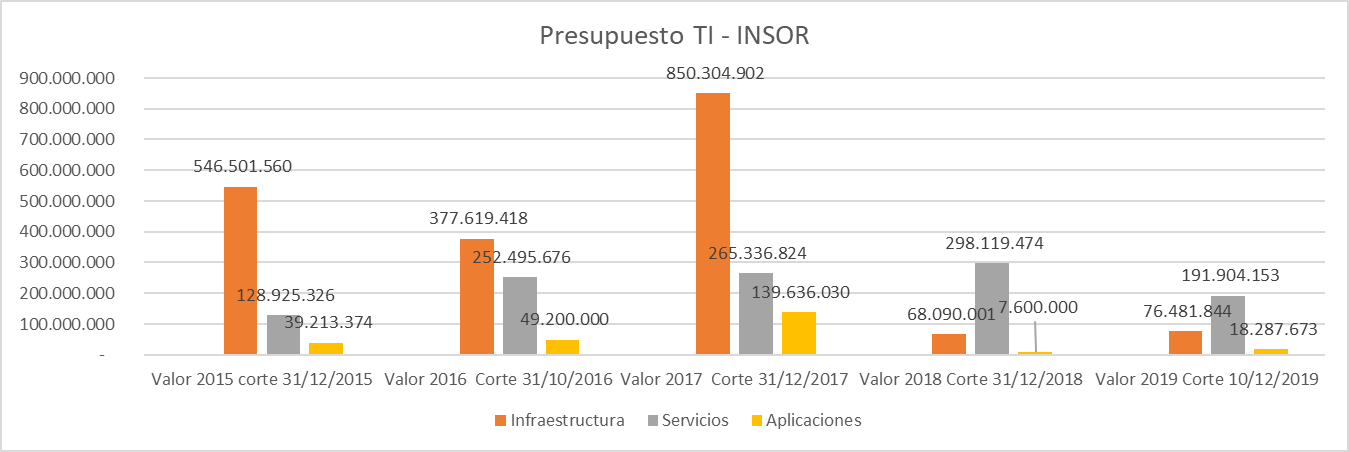 Presupuesto TI - INSOR
900.000.000
800.000.000
700.000.000
600.000.000
500.000.000
400.000.000
300.000.000
200.000.000
100.000.000
-
546.501.560
128.925.326
39.213.374
377.619.418
252.495.676
49.200.000
850.304.902
265.336.824
139.636.030
68.090.001
298.119.474
7.600.000
76.481.844
191.904.153
18.287.673
Valor 2015 corte 31/12/2015
Valor 2016 Corte 31/10/2016
Valor 2017 Corte 31/12/2017
Valor 2018 Corte 31/12/2018
Valor 2019 Corte 10/12/2019
Infraestructura
Servicios
Aplicaciones